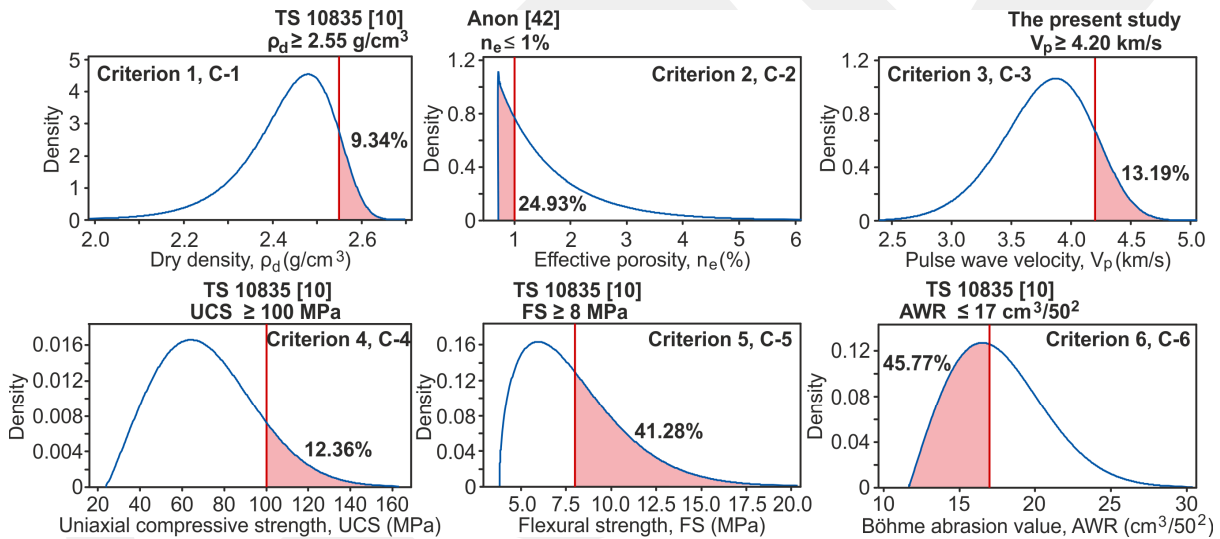 TS 10835 [10]
ρd ≥ 2.55 g/cm³
Criterion 1, C-1
9.34%
Density
5
4
3
2
1
0
2.0 2.2 2.4 2.6
Dry density, ρd (g/cm³)
Anon [42]
ne ≤ 1%
Criterion 2, C-2
24.93%
Density
1.2
0.8
0.4
0
1 2 3 4 5 6
Effective porosity, ne (%)
The present study
Vp ≥ 4.20 km/s
Criterion 3, C-3
13.19%
Density
1.2
0.8
0.4
0
2.5 3.0 3.5 4.0 4.5 5.0
Pulse wave velocity, Vp (km/s)
TS 10835 [10]
UCS ≥ 100 MPa
Criterion 4, C-4
12.36%
Density
0.016
0.012
0.008
0.004
0
20 40 60 80 100 120 140 160
Uniaxial compressive strength, UCS (MPa)
TS 10835 [10]
FS ≥ 8 MPa
Criterion 5, C-5
41.28%
Density
0.16
0.12
0.08
0.04
0
5.0 7.5 10.0 12.5 15.0 17.5 20.0
Flexural strength, FS (MPa)
TS 10835 [10]
AWR ≤ 17 cm³/50²
Criterion 6, C-6
45.77%
Density
0.12
0.08
0.04
0
10 15 20 25 30
Böhme abrasion value, AWR (cm³/50²)